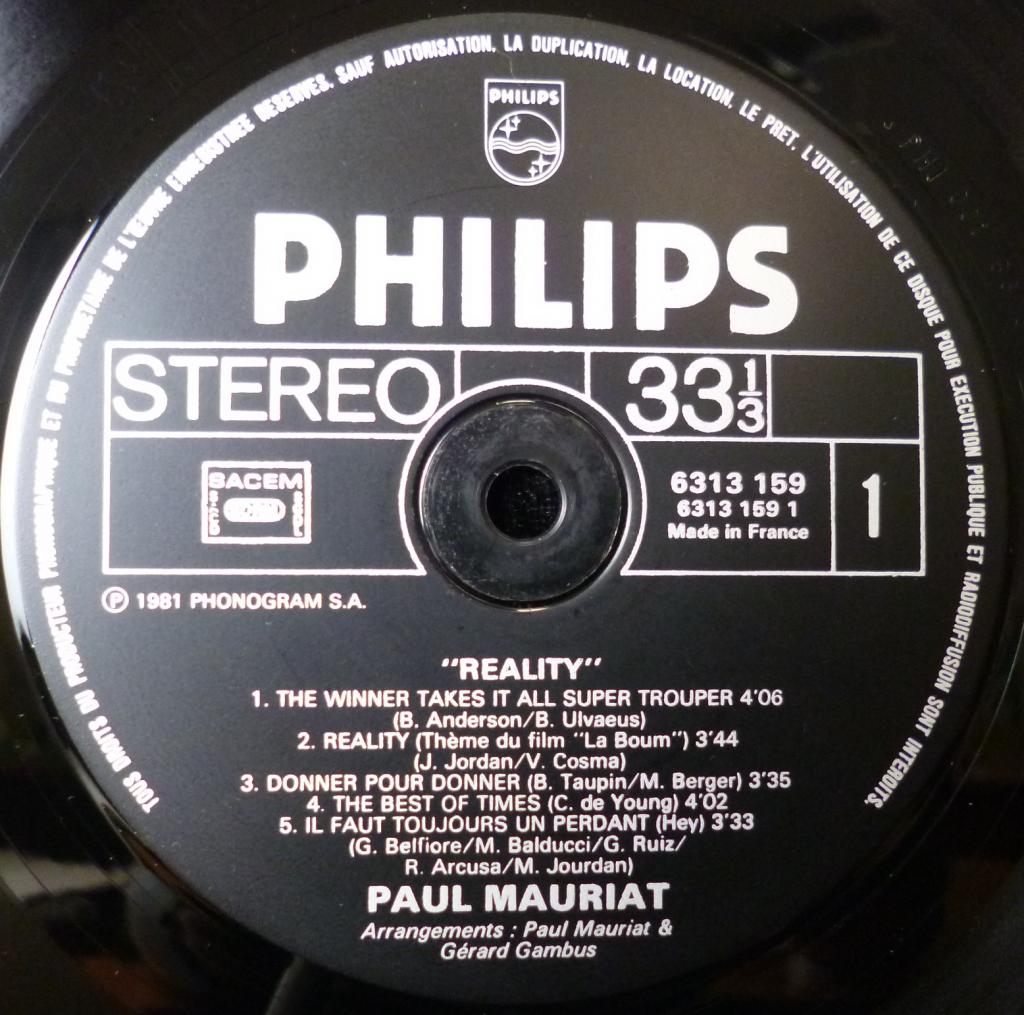 TOUS DROITS DU PRODUCTEUR PHONOGRAPHIQUE ET DU PROPRIETAIRE DE L'ŒUVRE ENREGISTREE RESERVES. SAUF AUTORISATION, LA DUPLICATION, LA LOCATION, LE PRET, L'UTILISATION DE CE DISQUE POUR EXECUTION PUBLIQUE ET RADIODIFFUSION SONT INTERDITS.
PHILIPS
PHILIPS
STEREO 33 1/3
SACEM
6313 159
6313 159 1
Made in France
1
Ⓟ 1981 PHONOGRAM S.A.
"REALITY"
1. THE WINNER TAKES IT ALL SUPER TROUPER 4'06
(B. Anderson/B. Ulvaeus)
2. REALITY (Thème du film "La Boum") 3'44
(J. Jordan/V. Cosma)
3. DONNER POUR DONNER (B. Taupin/M. Berger) 3'35
4. THE BEST OF TIMES (C. de Young) 4'02
5. IL FAUT TOUJOURS UN PERDANT (Hey) 3'33
(G. Belfiore/M. Balducci/G. Ruiz/
R. Arcusa/M. Jourdan)
PAUL MAURIAT
Arrangements : Paul Mauriat &
Gérard Gambus